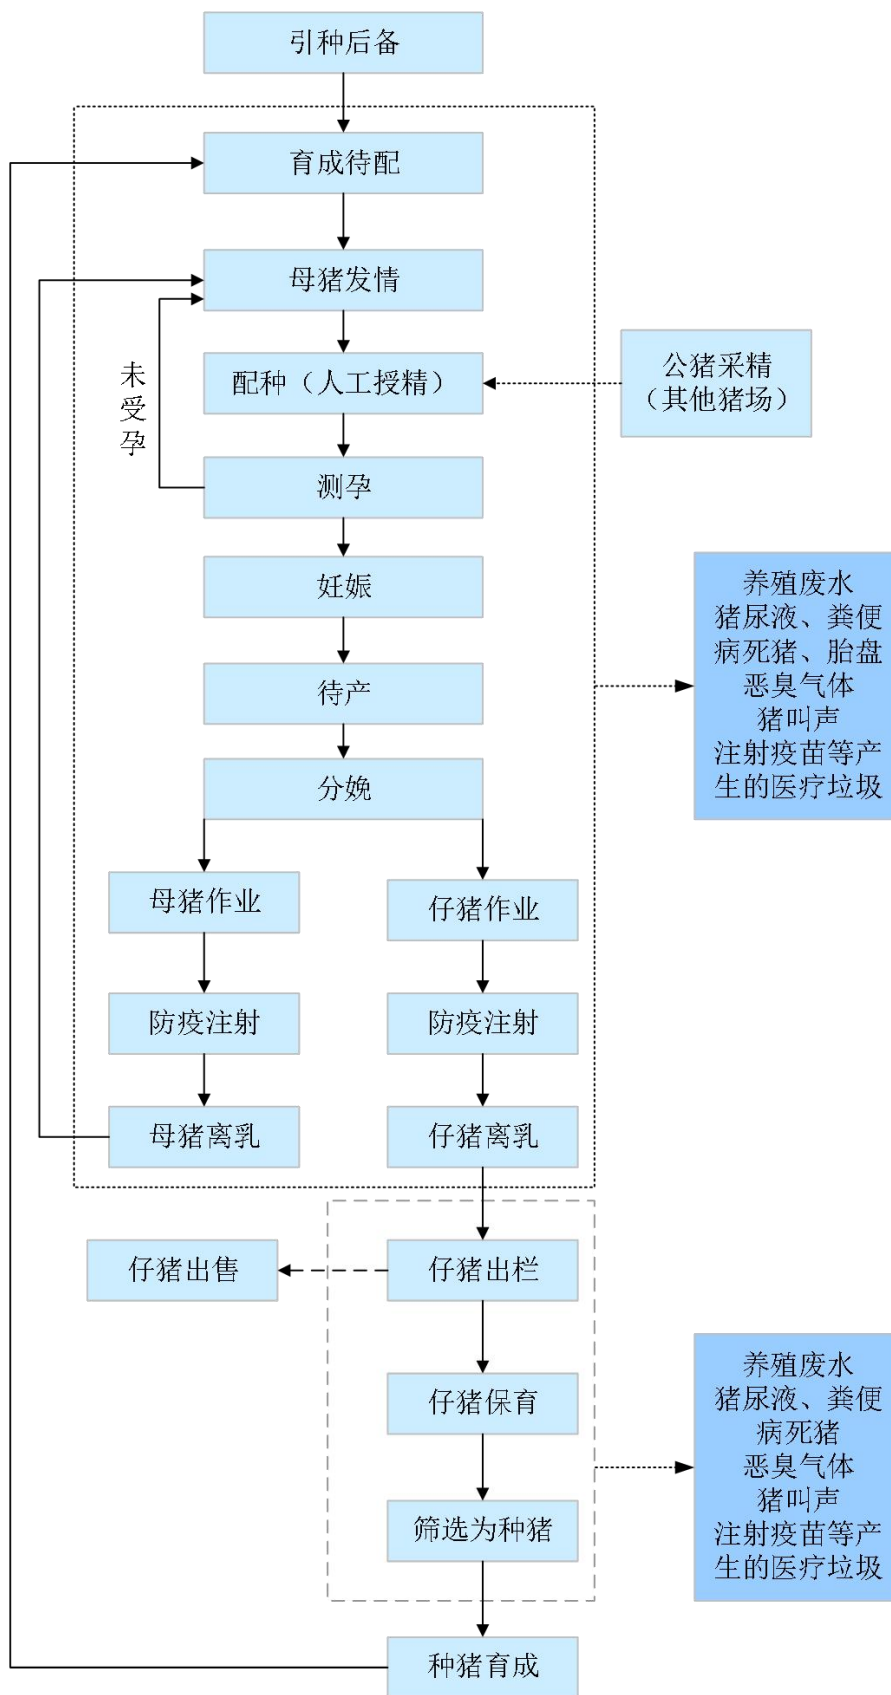 引种后备
育成待配
母猪发情
配种（人工授精）
公猪采精
（其他猪场）
未
受
孕
测孕
妊娠
待产
分娩
养殖废水
猪尿液、粪便
病死猪、胎盘
恶臭气体
猪叫声
注射疫苗等产
生的医疗垃圾
母猪作业
仔猪作业
防疫注射
防疫注射
母猪离乳
仔猪离乳
仔猪出售
仔猪出栏
仔猪保育
筛选为种猪
养殖废水
猪尿液、粪便
病死猪
恶臭气体
猪叫声
注射疫苗等产
生的医疗垃圾
种猪育成